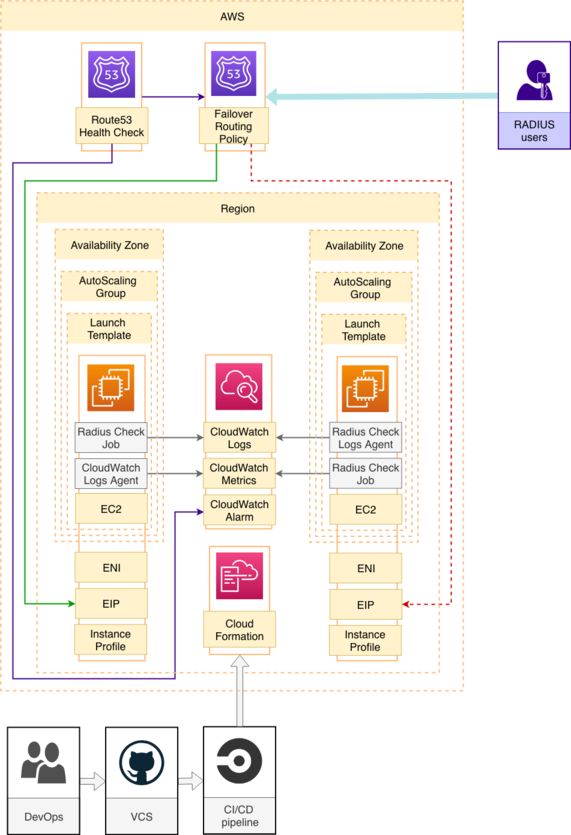 AWS
53
53
Route53
Health Check
Failover
Routing
Policy
RADIUS
users
Region
Availability Zone
Availability Zone
AutoScaling
Group
AutoScaling
Group
Launch
Template
Launch
Template
Radius Check
Job
CloudWatch
Logs
Radius Check
Logs Agent
CloudWatch
Logs Agent
CloudWatch
Metrics
Radius Check
Job
EC2
CloudWatch
Alarm
EC2
ENI
ENI
EIP
EIP
Instance
Profile
Cloud
Formation
Instance
Profile
DevOps
VCS
CI/CD
pipeline